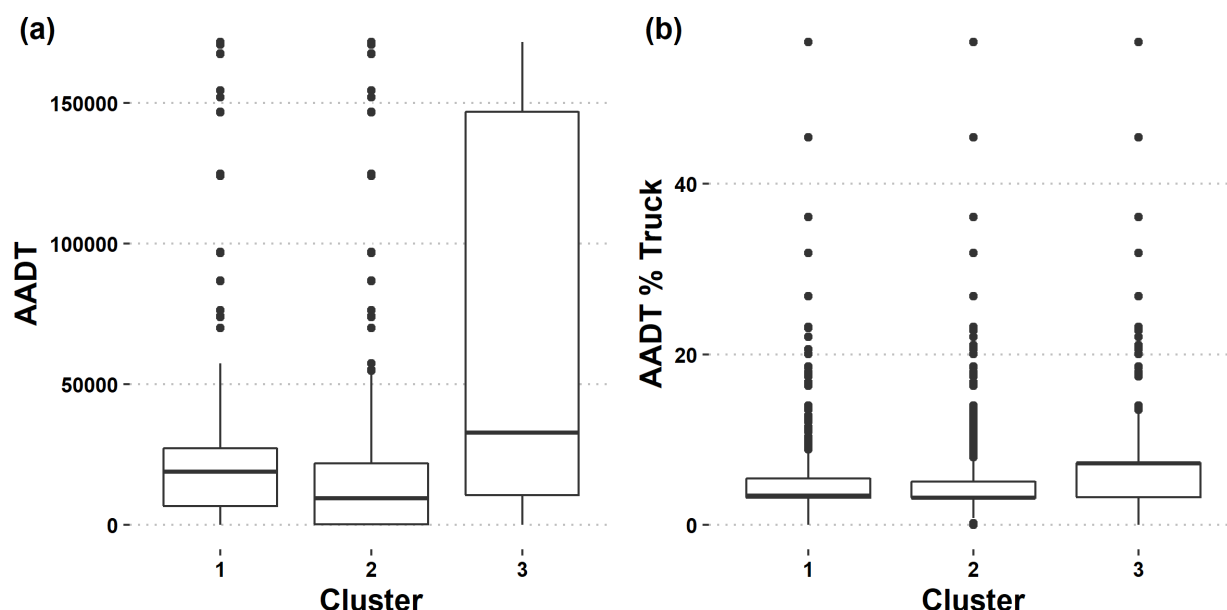 (a)
AADT
150000
100000
50000
0
1 2 3
Cluster
(b)
AADT % Truck
40
20
0
1 2 3
Cluster